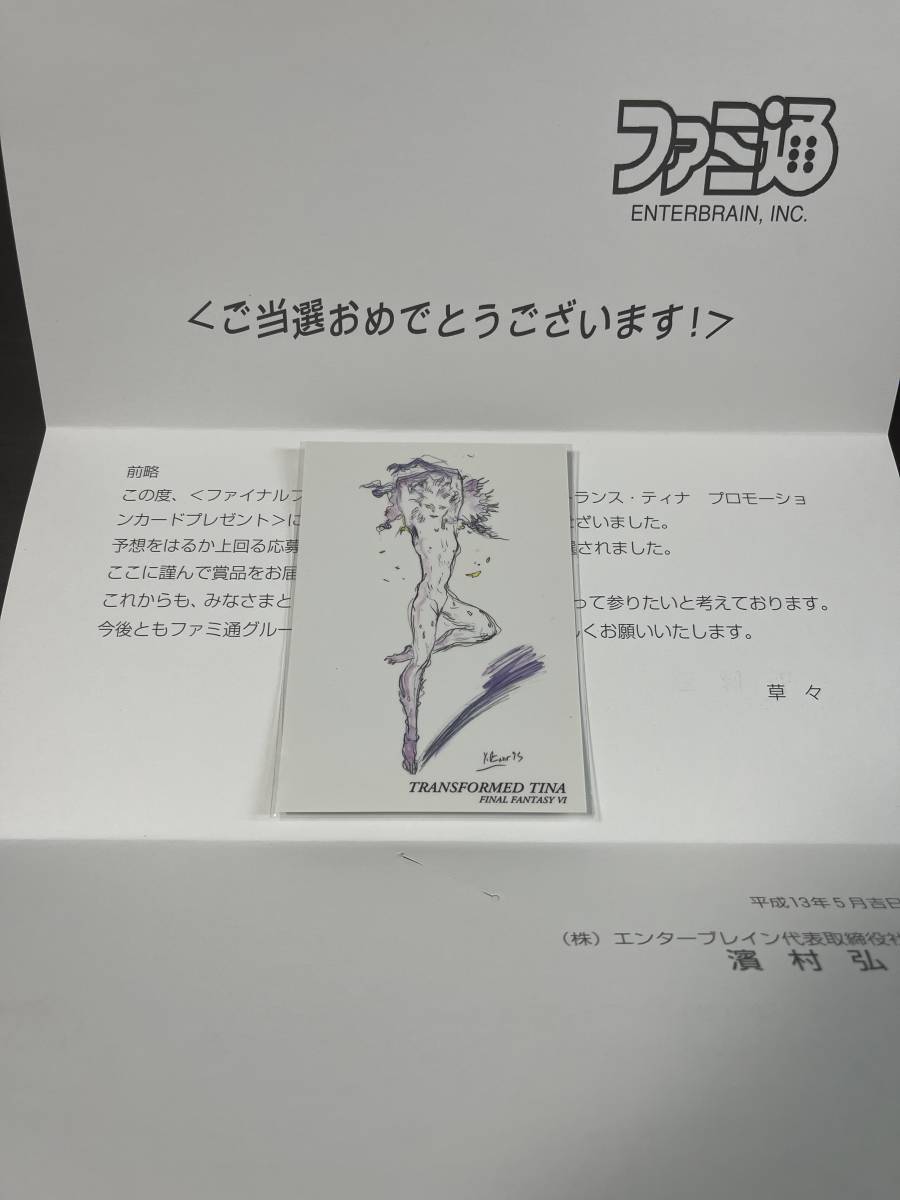 ファミ通
ENTERBRAIN, INC.
<ご当選おめでとうございます!>
前略
この度、<ファイナルフ ランス・ティナ プロモーショ
ンカードプレゼント>に ざいました。
予想をはるか上回る応募 されました。
ここに謹んで賞品をお届
これからも、みなさまと って参りたいと考えております。
今後ともファミ通グルー くお願いいたします。
草々
TRANSFORMED TINA
FINAL FANTASY VI
平成13年5月吉日
(株)エンターブレイン代表取締役社
濱村弘